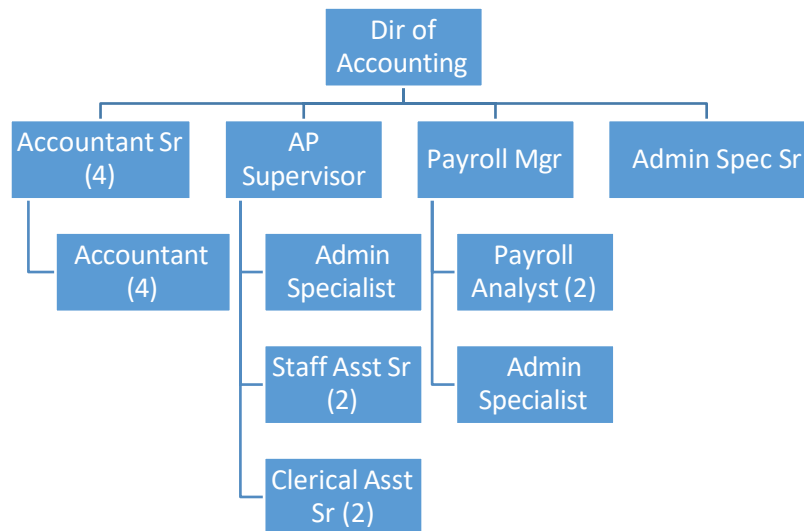 Dir of
Accounting
Accountant Sr
(4)
AP
Supervisor
Payroll Mgr
Admin Spec Sr
Accountant
(4)
Admin
Specialist
Payroll
Analyst (2)
Staff Asst Sr
(2)
Admin
Specialist
Clerical Asst
Sr (2)